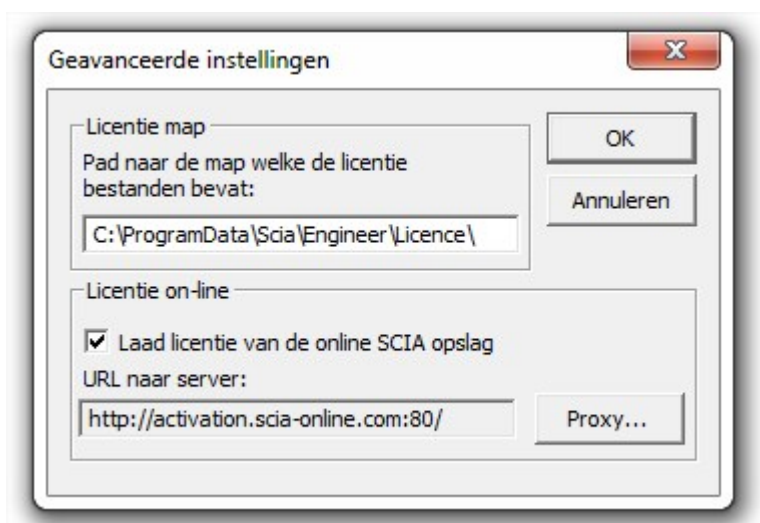 Geavanceerde instellingen
Licentie map
Pad naar de map welke de licentie
bestanden bevat:
C:\ProgramData\Scia\Engineer\Licence\
OK
Annuleren
Licentie on-line
Laad licentie van de online SCIA opslag
URL naar server:
http://activation.scia-online.com:80/
Proxy...